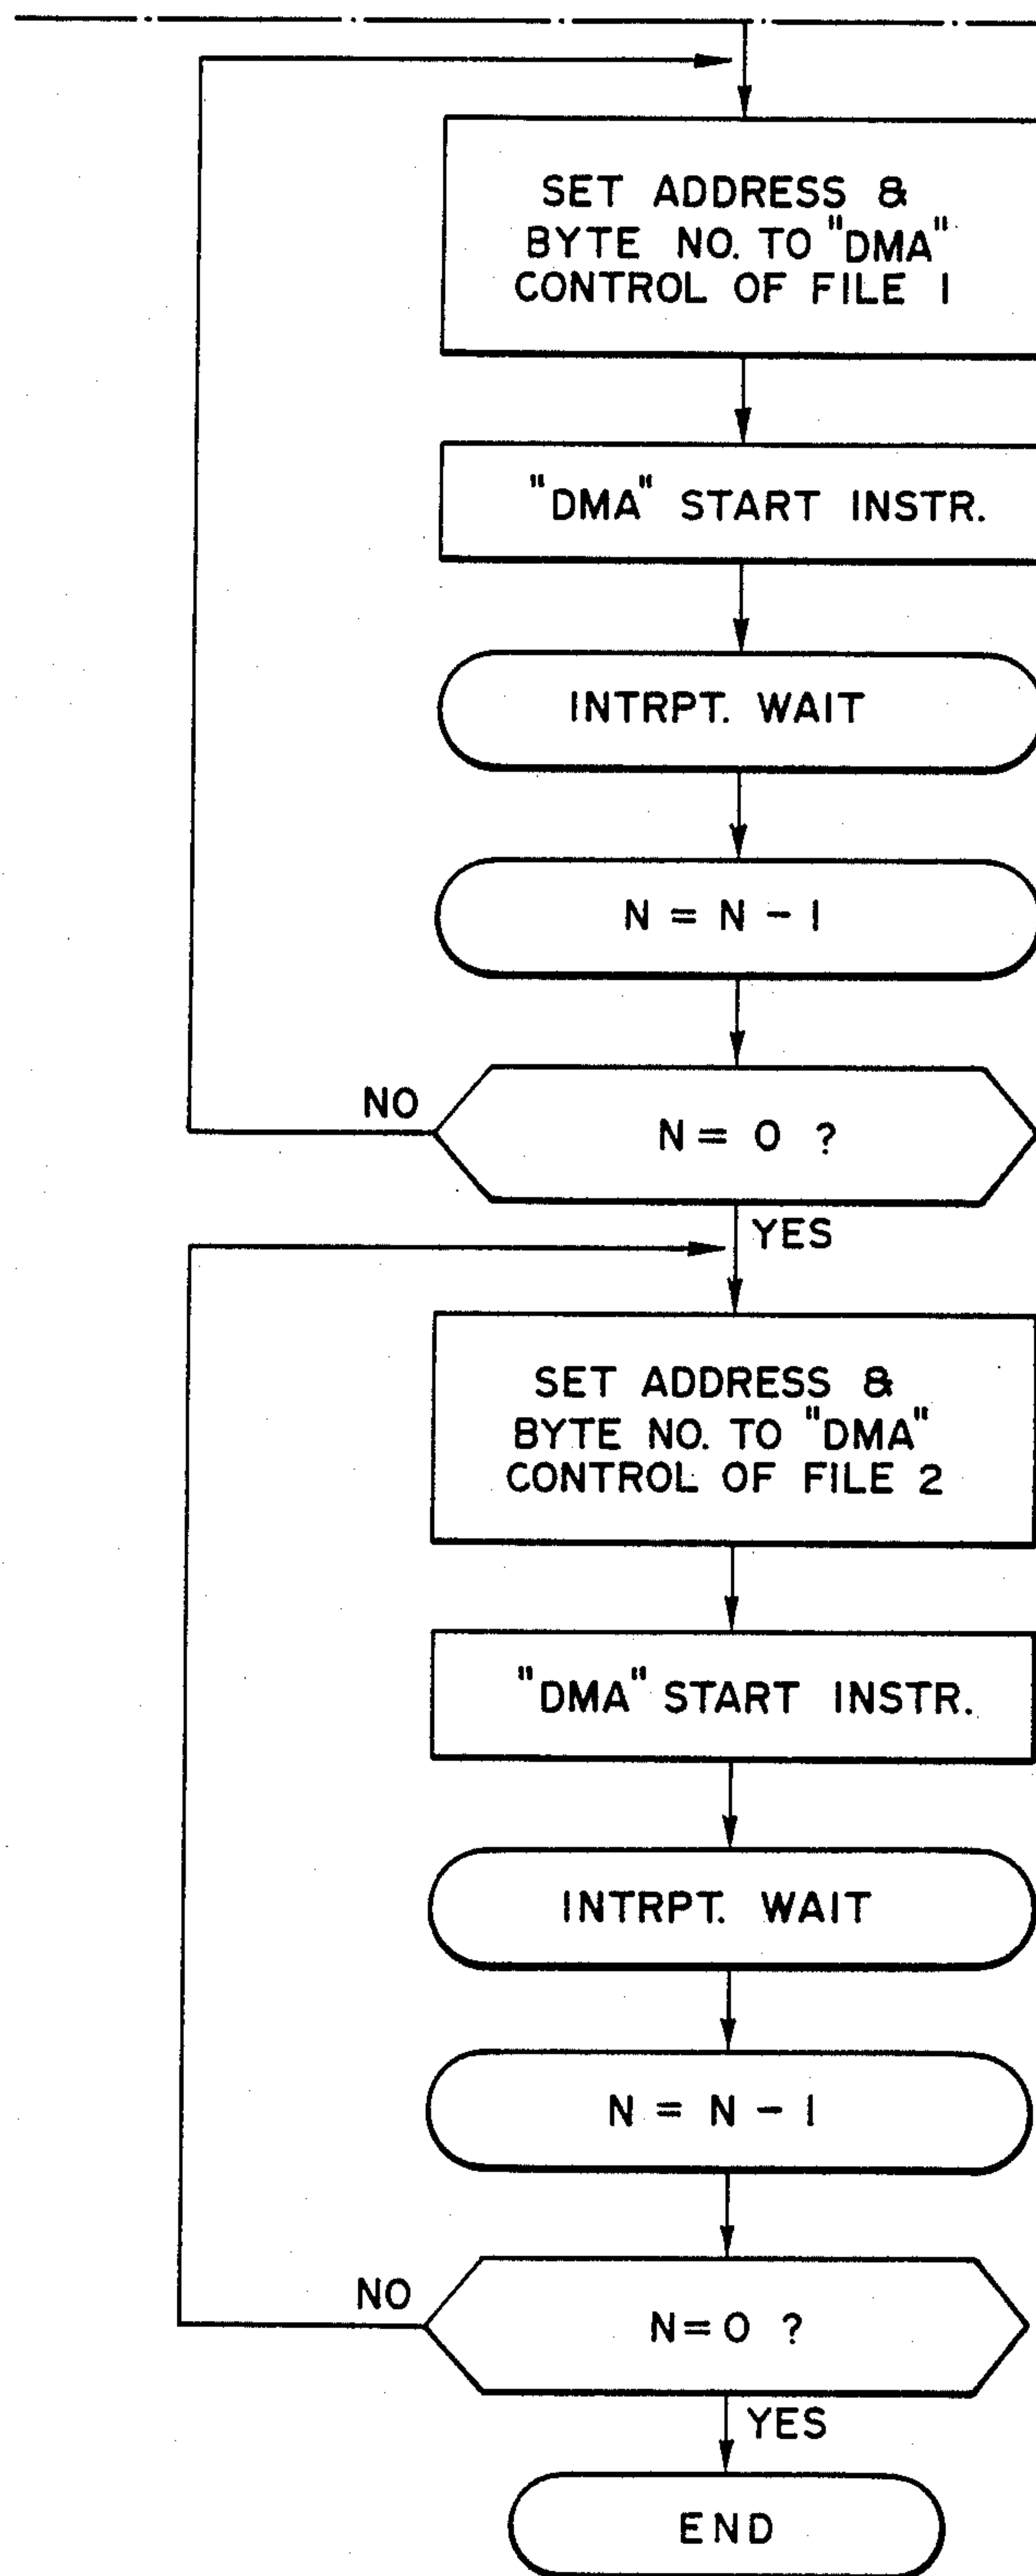 SET ADDRESS &
BYTE NO. TO "DMA"
CONTROL OF FILE 1
"DMA" START INSTR.
INTRPT. WAIT
N = N - 1
NO
N = 0 ?
YES
SET ADDRESS &
BYTE NO. TO "DMA"
CONTROL OF FILE 2
"DMA" START INSTR.
INTRPT. WAIT
N = N - 1
NO
N=0 ?
YES
END